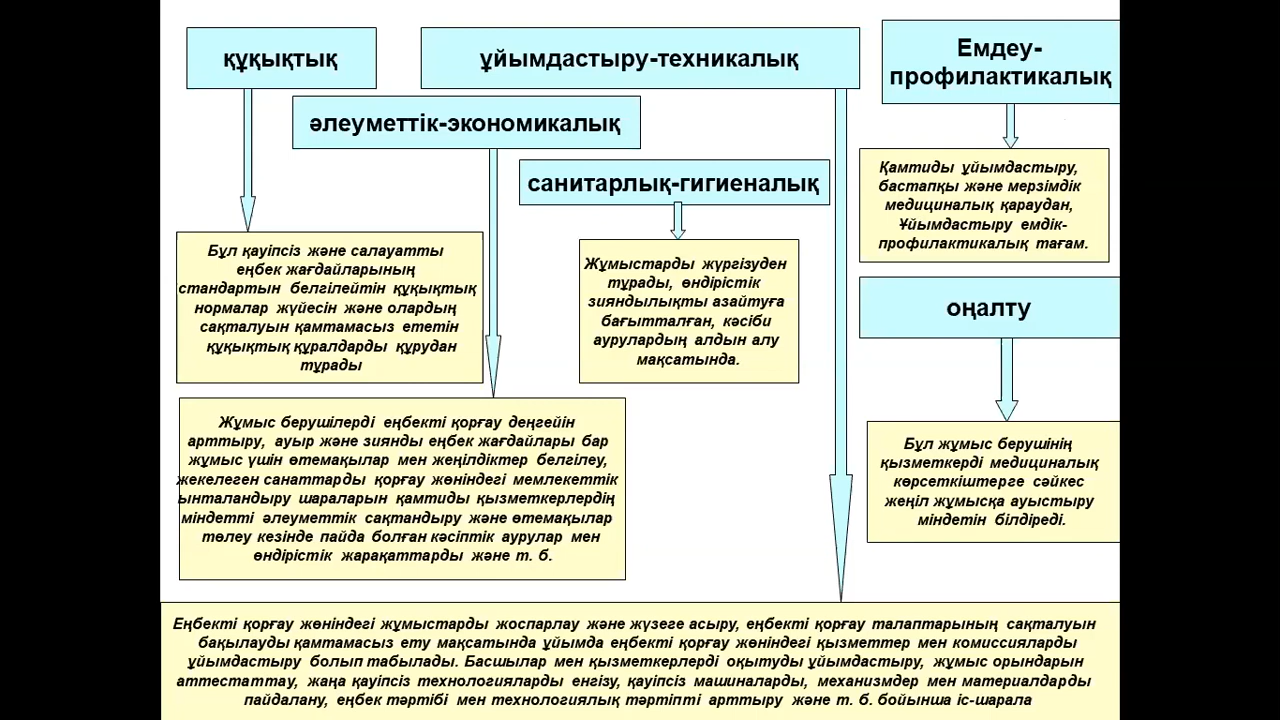 құқықтық
ұйымдастыру-техникалық
Емдеу-
профилактикалық
әлеуметтік-экономикалық
санитарлық-гигиеналық
Қамтиды ұйымдастыру,
бастапқы және мерзімдік
медициналық қараудан,
Ұйымдастыру емдік-
профилактикалық тағам.
Бұл қауіпсіз және салауатты
еңбек жағдайларының
стандартын белгілейтін құқықтық
нормалар жүйесін және олардың
сақталуын қамтамасыз ететін
құқықтық құралдарды құрудан
тұрады
Жұмыстарды жүргізуден
тұрады, өндірістік
зияндылықты азайтуға
бағытталған, кәсіби
аурулардың алдын алу
мақсатында.
оңалту
Жұмыс берушілерді еңбекті қорғау деңгейін
арттыру, ауыр және зиянды еңбек жағдайлары бар
жұмыс үшін өтемақылар мен жеңілдіктер белгілеу,
жекелеген санаттарды қорғау жөніндегі мемлекеттік
ынталандыру шараларын қамтиды қызметкерлердің
міндетті әлеуметтік сақтандыру және өтемақылар
төлеу кезінде пайда болған кәсіптік аурулар мен
өндірістік жарақаттарды және т. б.
Бұл жұмыс берушінің
қызметкерді медициналық
көрсеткіштерге сәйкес
жеңіл жұмысқа ауыстыру
міндетін білдіреді.
Еңбекті қорғау жөніндегі жұмыстарды жоспарлау және жүзеге асыру, еңбекті қорғау талаптарының сақталуын
бақылауды қамтамасыз ету мақсатында ұйымда еңбекті қорғау жөніндегі қызметтер мен комиссияларды
ұйымдастыру болып табылады. Басшылар мен қызметкерлерді оқытуды ұйымдастыру, жұмыс орындарын
аттестаттау, жаңа қауіпсіз технологияларды енгізу, қауіпсіз машиналарды, механизмдер мен материалдарды
пайдалану, еңбек тәртібі мен технологиялық тәртіпті арттыру және т. б. бойынша іс-шарала